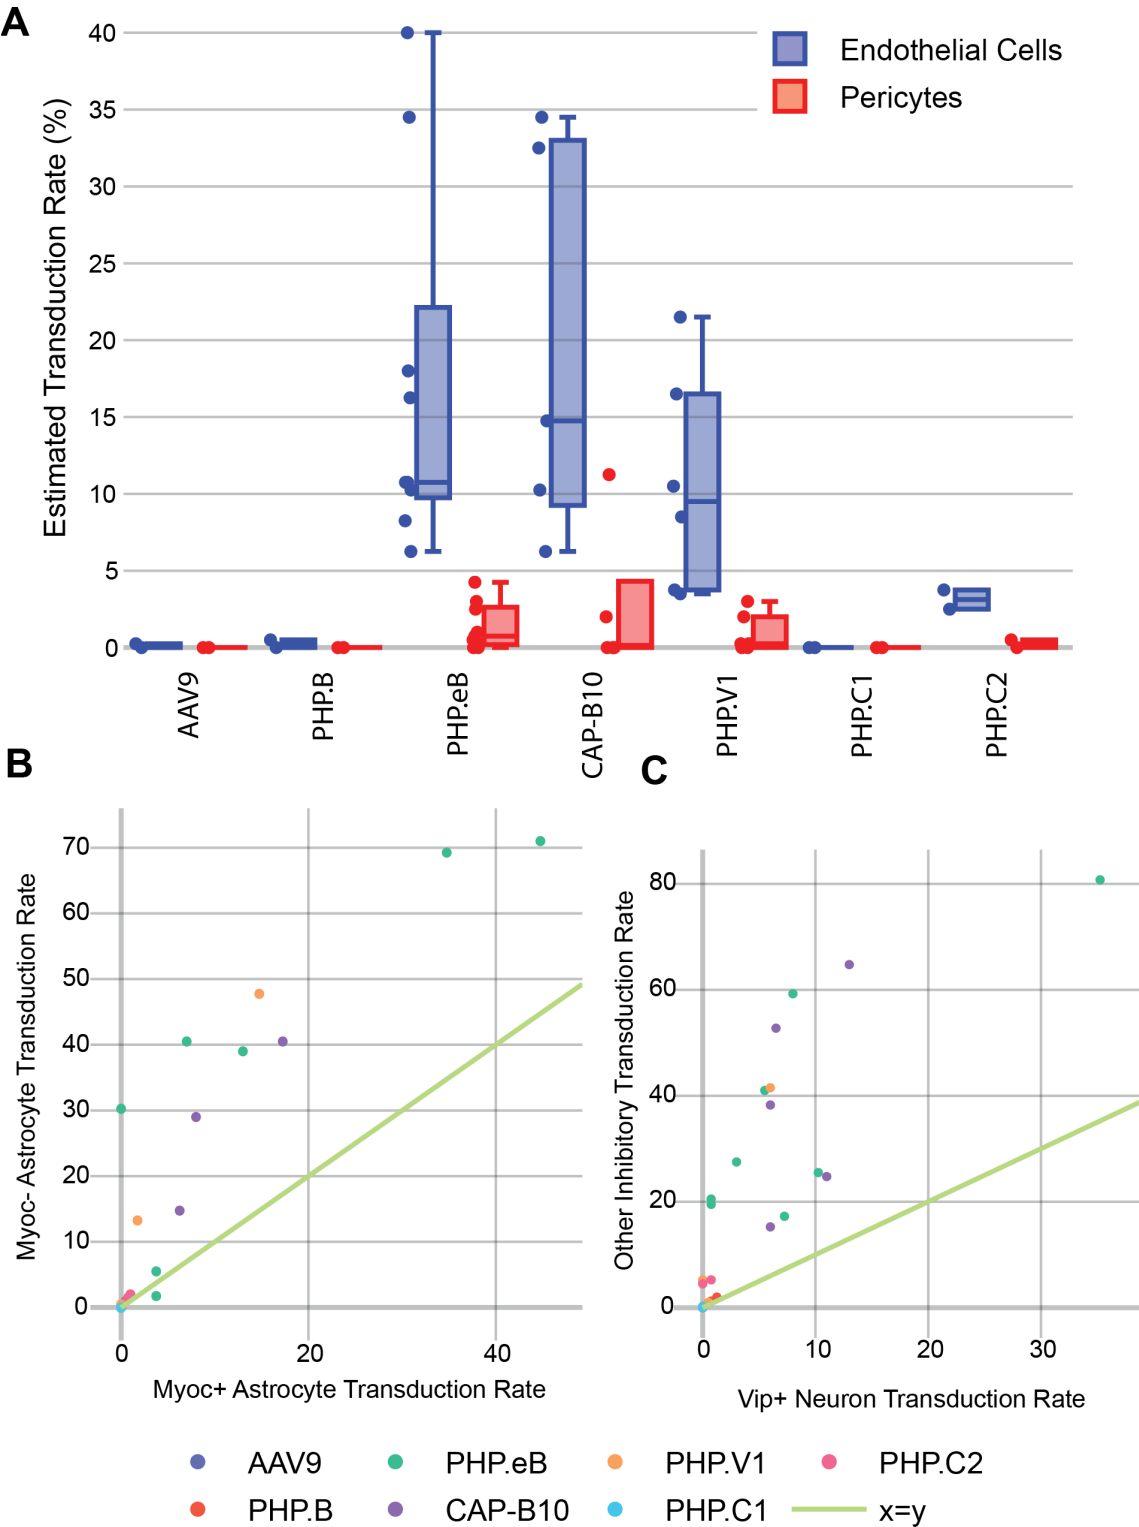 A
Estimated Transduction Rate (%)
40
35
30
25
20
15
10
5
0
Endothelial Cells
Pericytes
AAV9
PHP.B
PHP.eB
CAP-B10
PHP.V1
PHP.C1
PHP.C2
B
Myoc- Astrocyte Transduction Rate
70
60
50
40
30
20
10
0
0
20
40
Myoc+ Astrocyte Transduction Rate
C
Other Inhibitory Transduction Rate
80
60
40
20
0
0
10
20
30
Vip+ Neuron Transduction Rate
AAV9
PHP.eB
PHP.V1
PHP.C2
PHP.B
CAP-B10
PHP.C1
x=y